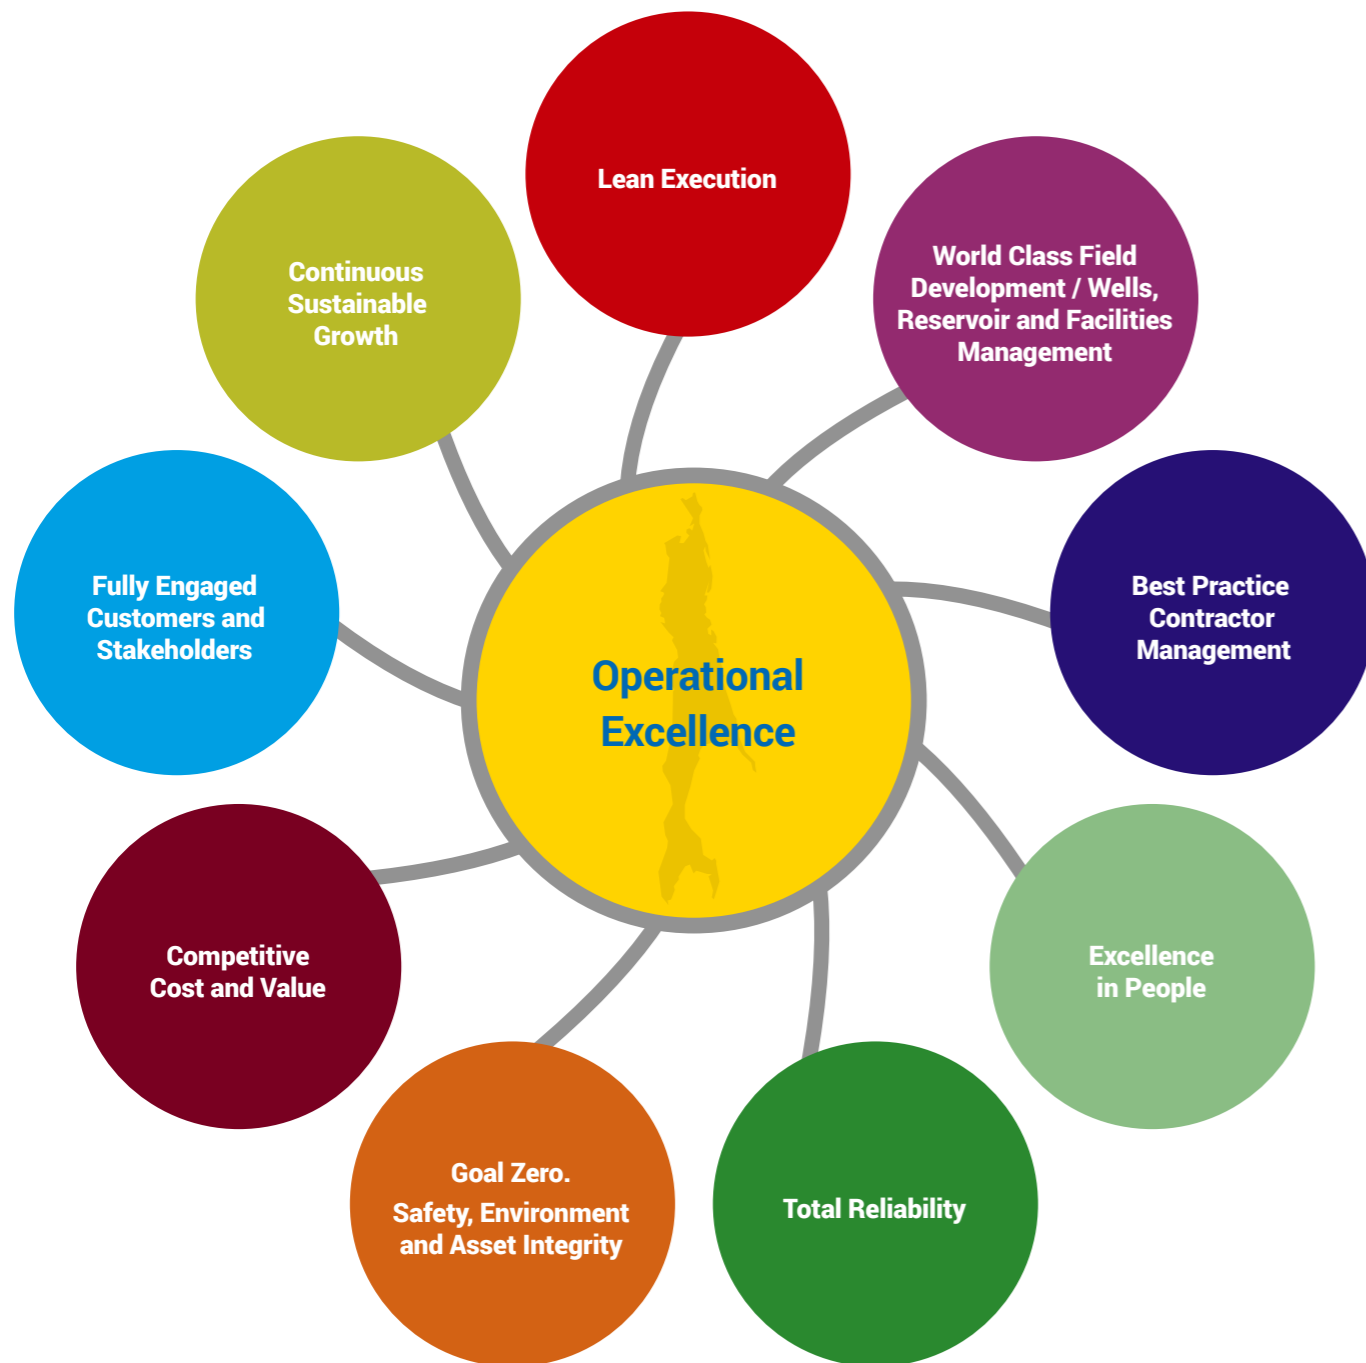 Lean Execution
World Class Field
Development / Wells,
Reservoir and Facilities
Management
Continuous
Sustainable
Growth
Best Practice
Contractor
Management
Fully Engaged
Customers and
Stakeholders
Operational
Excellence
Excellence
in People
Competitive
Cost and Value
Total Reliability
Goal Zero.
Safety, Environment
and Asset Integrity